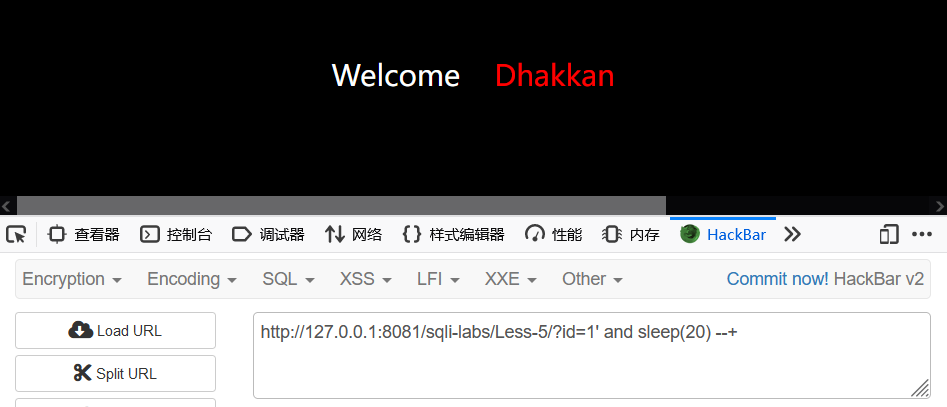 Welcome Dhakkan
查看器 控制台 调试器 网络 样式编辑器 性能 内存 HackBar
Encryption Encoding SQL XSS LFI XXE Other Commit now! HackBar v2
Load URL
http://127.0.0.1:8081/sqli-labs/Less-5/?id=1' and sleep(20) --+
Split URL